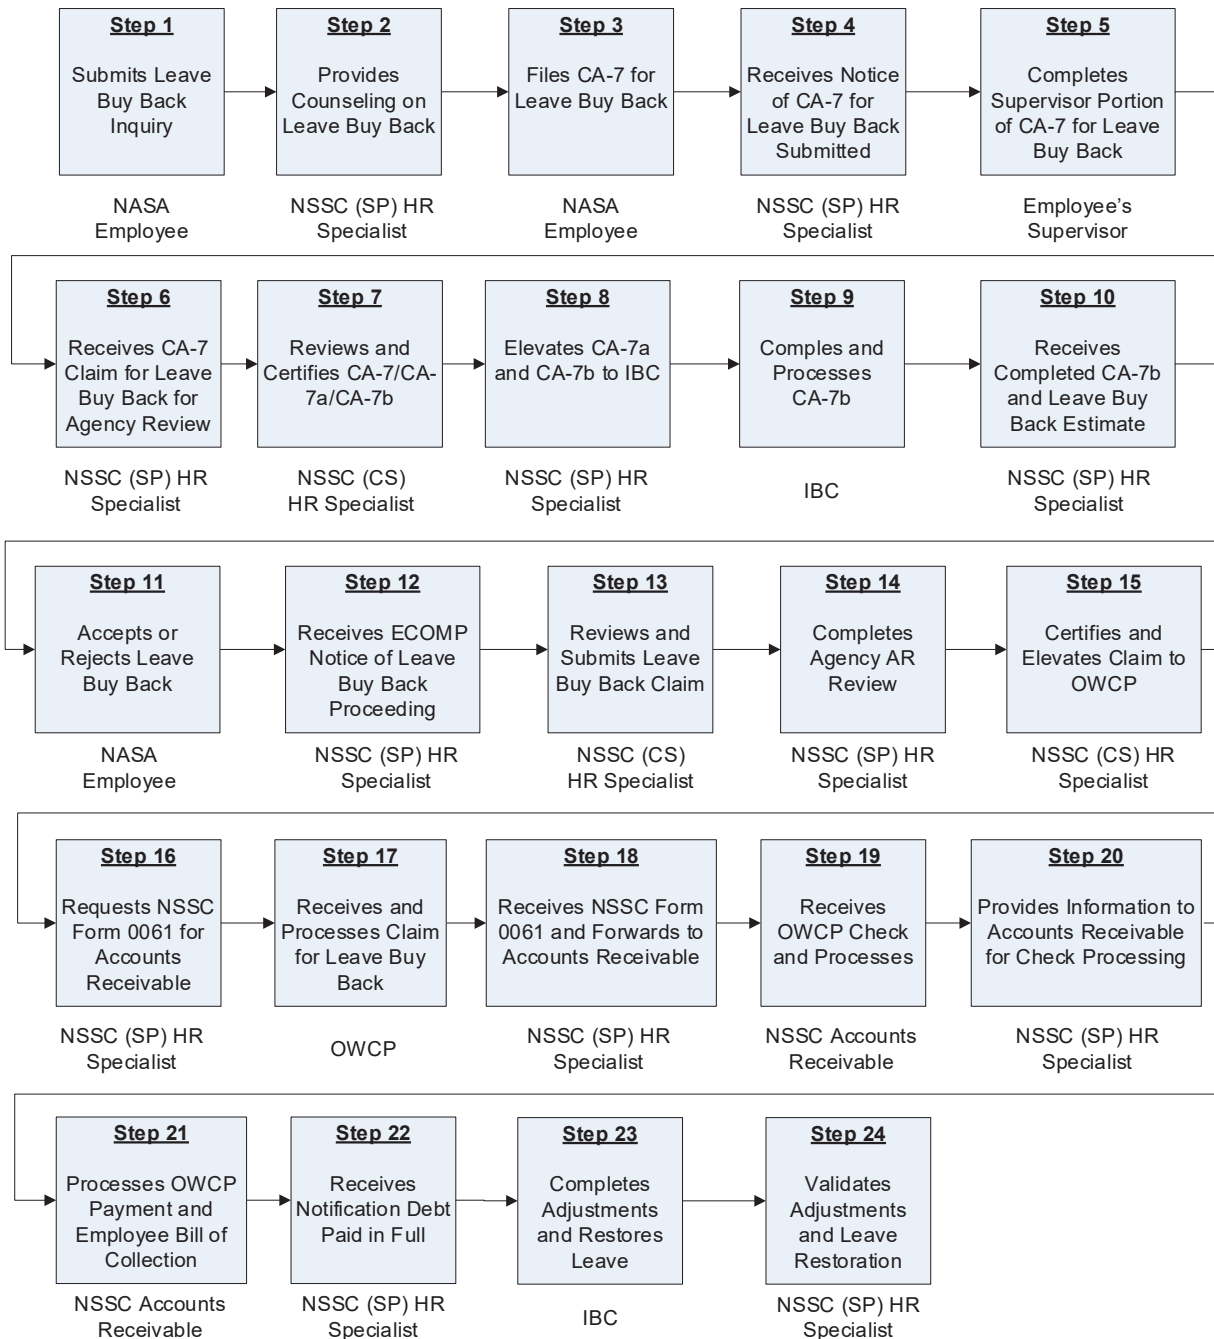 Step 1
Submits Leave
Buy Back
Inquiry
NASA
Employee
Step 2
Provides
Counseling on
Leave Buy Back
NSSC (SP) HR
Specialist
Step 3
Files CA-7 for
Leave Buy Back
NASA
Employee
Step 4
Receives Notice
of CA-7 for
Leave Buy Back
Submitted
NSSC (SP) HR
Specialist
Step 5
Completes
Supervisor Portion
of CA-7 for Leave
Buy Back
Employee's
Supervisor
Step 6
Receives CA-7
Claim for Leave
Buy Back for
Agency Review
NSSC (SP) HR
Specialist
Step 7
Reviews and
Certifies CA-7/CA-
7a/CA-7b
NSSC (CS)
HR Specialist
Step 8
Elevates CA-7a
and CA-7b to IBC
NSSC (SP) HR
Specialist
Step 9
Comples and
Processes
CA-7b
IBC
Step 10
Receives
Completed CA-7b
and Leave Buy
Back Estimate
NSSC (SP) HR
Specialist
Step 11
Accepts or
Rejects Leave
Buy Back
NASA
Employee
Step 12
Receives ECOMP
Notice of Leave
Buy Back
Proceeding
NSSC (SP) HR
Specialist
Step 13
Reviews and
Submits Leave
Buy Back Claim
NSSC (CS)
HR Specialist
Step 14
Completes
Agency AR
Review
NSSC (SP) HR
Specialist
Step 15
Certifies and
Elevates Claim to
OWCP
NSSC (CS) HR
Specialist
Step 16
Requests NSSC
Form 0061 for
Accounts
Receivable
NSSC (SP) HR
Specialist
Step 17
Receives and
Processes Claim
for Leave Buy
Back
OWCP
Step 18
Receives NSSC Form
0061 and Forwards to
Accounts Receivable
NSSC (SP) HR
Specialist
Step 19
Receives
OWCP Check
and Processes
NSSC Accounts
Receivable
Step 20
Provides Information to
Accounts Receivable
for Check Processing
NSSC (SP) HR
Specialist
Step 21
Processes OWCP
Payment and
Employee Bill of
Collection
NSSC Accounts
Receivable
Step 22
Receives
Notification Debt
Paid in Full
NSSC (SP) HR
Specialist
Step 23
Completes
Adjustments
and Restores
Leave
IBC
Step 24
Validates
Adjustments
and Leave
Restoration
NSSC (SP) HR
Specialist